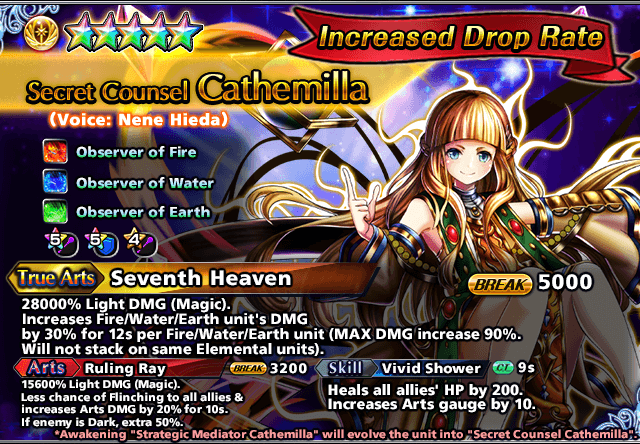 Increased Drop Rate
Secret Counsel Cathemilla
(Voice: Nene Hieda)
Observer of Fire
Observer of Water
Observer of Earth
5 5 4
True Arts Seventh Heaven BREAK 5000
28000% Light DMG (Magic).
Increases Fire/Water/Earth unit's DMG
by 30% for 12s per Fire/Water/Earth unit (MAX DMG increase 90%.
Will not stack on same Elemental units).
Arts Ruling Ray BREAK 3200
15600% Light DMG (Magic).
Less chance of Flinching to all allies &
increases Arts DMG by 20% for 10s.
If enemy is Dark, extra 50%.
Skill Vivid Shower CT 9s
Heals all allies' HP by 200.
Increases Arts gauge by 10.
*Awakening "Strategic Mediator Cathemilla" will evolve the unit into "Secret Counsel Cathemilla".